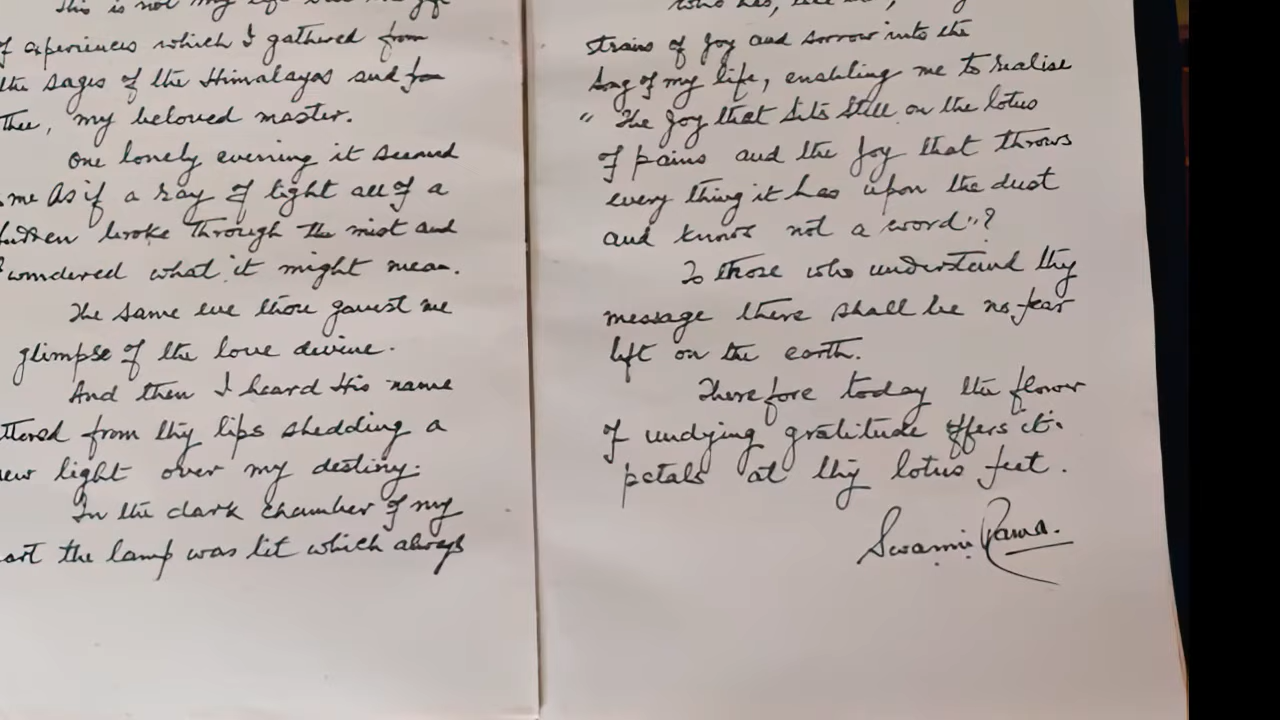 This is not my life
of experiences which I gathered from
the sages of the Himalayas and from
Thee, my beloved master.
One lonely evening it seemed
me As if a ray of light all of a
sudden broke through the mist and
I wondered what it might mean.
The same eve thou gavest me
glimpse of the love divine.
And then I heard His name
uttered from thy lips shedding a
new light over my destiny.
In the dark chamber of my
art the lamp was lit which always
strains of joy and sorrow into the
song of my life, enabling me to realise
"The joy that sits still on the lotus
of pains and the joy that throws
every thing it has upon the dust
and knows not a word"?
To those who understand thy
message there shall be no fear
left on the earth.
Therefore today the flower
of undying gratitude offers its
petals at thy lotus feet.
Swami Rama.